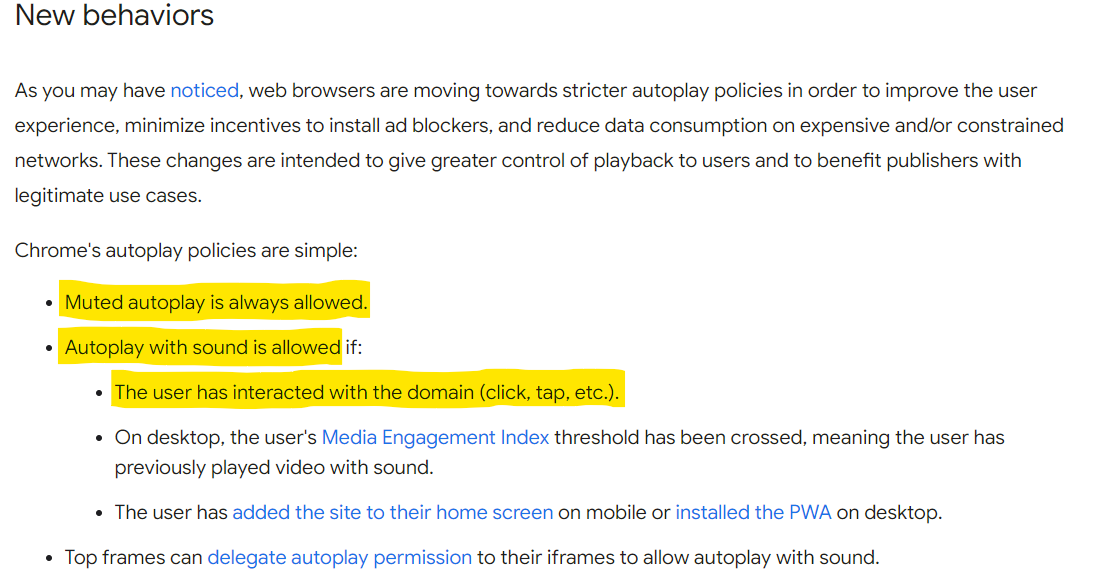 New behaviors
As you may have noticed, web browsers are moving towards stricter autoplay policies in order to improve the user
experience, minimize incentives to install ad blockers, and reduce data consumption on expensive and/or constrained
networks. These changes are intended to give greater control of playback to users and to benefit publishers with
legitimate use cases.
Chrome's autoplay policies are simple:
• Muted autoplay is always allowed.
• Autoplay with sound is allowed if:
• The user has interacted with the domain (click, tap, etc.).
• On desktop, the user's Media Engagement Index threshold has been crossed, meaning the user has
previously played video with sound.
• The user has added the site to their home screen on mobile or installed the PWA on desktop.
• Top frames can delegate autoplay permission to their iframes to allow autoplay with sound.